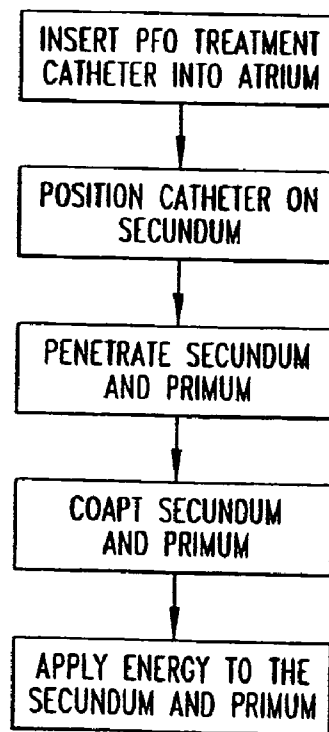 INSERT PFO TREATMENT
CATHETER INTO ATRIUM
POSITION CATHETER ON
SECUNDUM
PENETRATE SECUNDUM
AND PRIMUM
COAPT SECUNDUM
AND PRIMUM
APPLY ENERGY TO THE
SECUNDUM AND PRIMUM